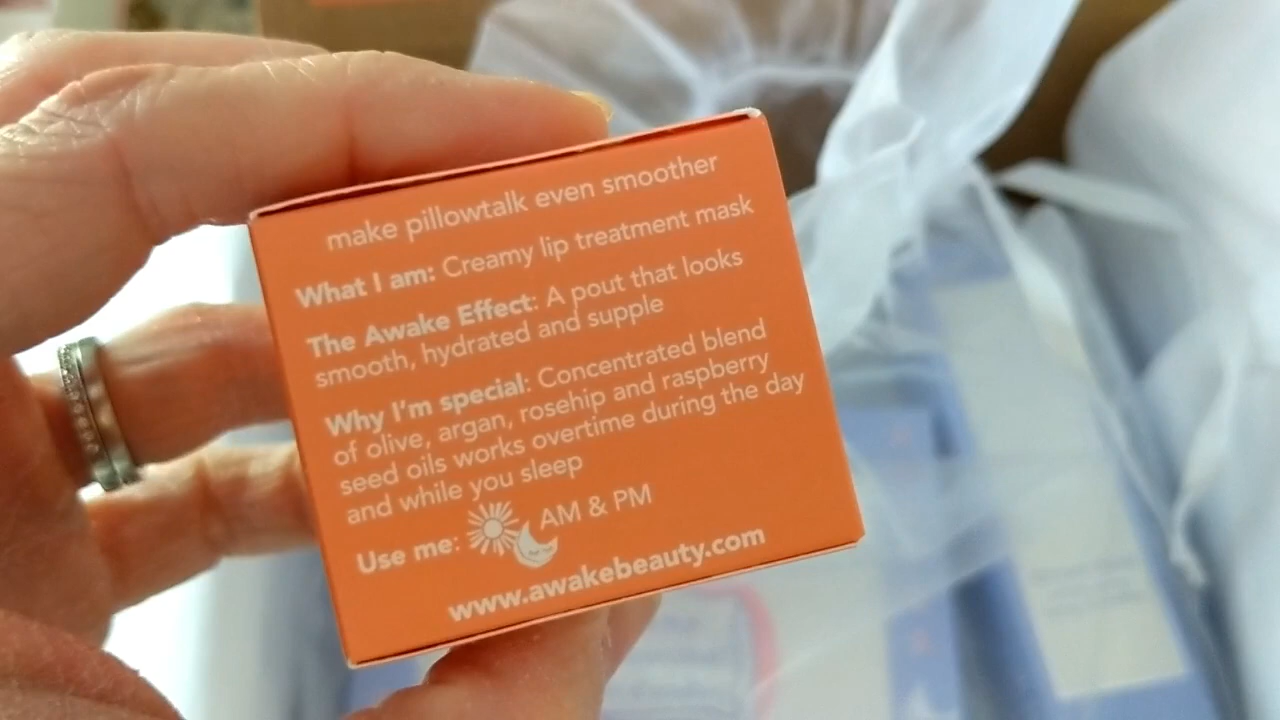 make pillowtalk even smoother
What I am: Creamy lip treatment mask
The Awake Effect: A pout that looks
smooth, hydrated and supple
Why I'm special: Concentrated blend
of olive, argan, rosehip and raspberry
seed oils works overtime during the day
and while you sleep
Use me: AM & PM
www.awakebeauty.com